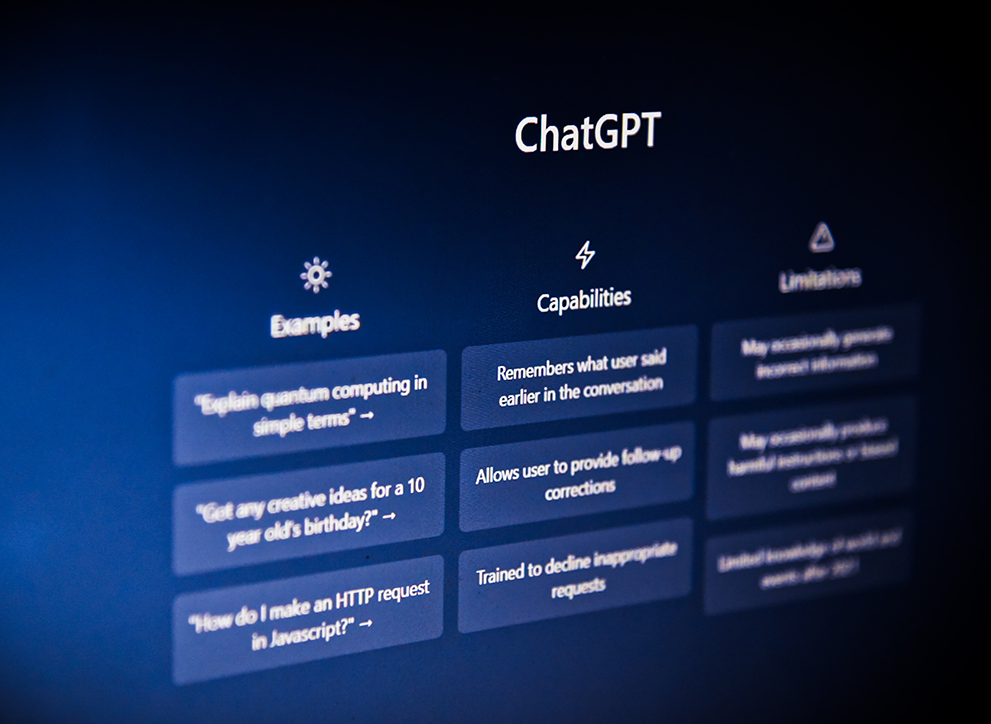 ChatGPT
Examples
"Explain quantum computing in
simple terms" →
"Got any creative ideas for a 10
year old's birthday?" →
"How do I make an HTTP request
in Javascript?" →
Capabilities
Remembers what user said
earlier in the conversation
Allows user to provide follow-up
corrections
Trained to decline inappropriate
requests
Limitations
May occasionally generate
incorrect information
May occasionally produce
harmful instructions or biased
content
Limited knowledge of world and
events after 2021